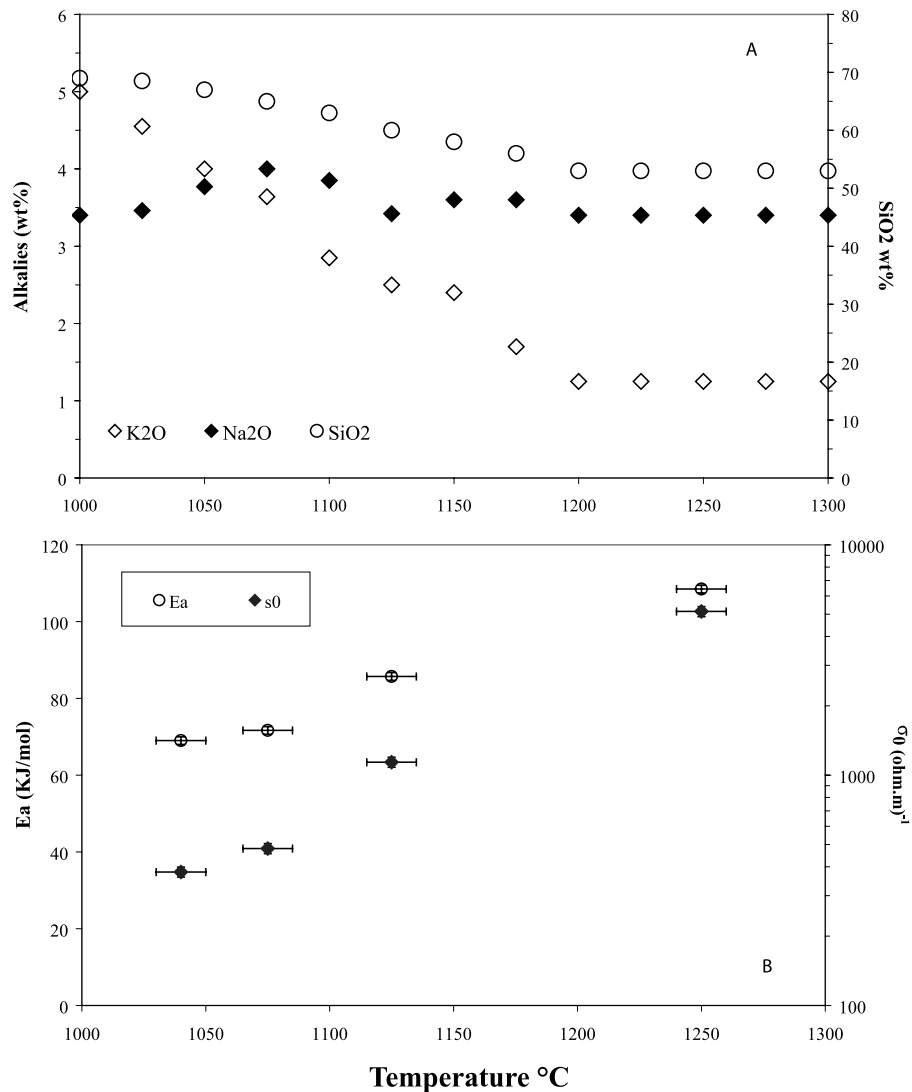 A
6
5
4
3
2
1
0
Alkalies (wt%)
80
70
60
50
40
30
20
10
0
SiO2 wt%
K2O Na2O SiO2
1000 1050 1100 1150 1200 1250 1300
120
100
80
60
40
20
0
Ea (KJ/mol)
Ea s0
10000
1000
100
σ0 (ohm.m)-1
B
1000 1050 1100 1150 1200 1250 1300
Temperature °C